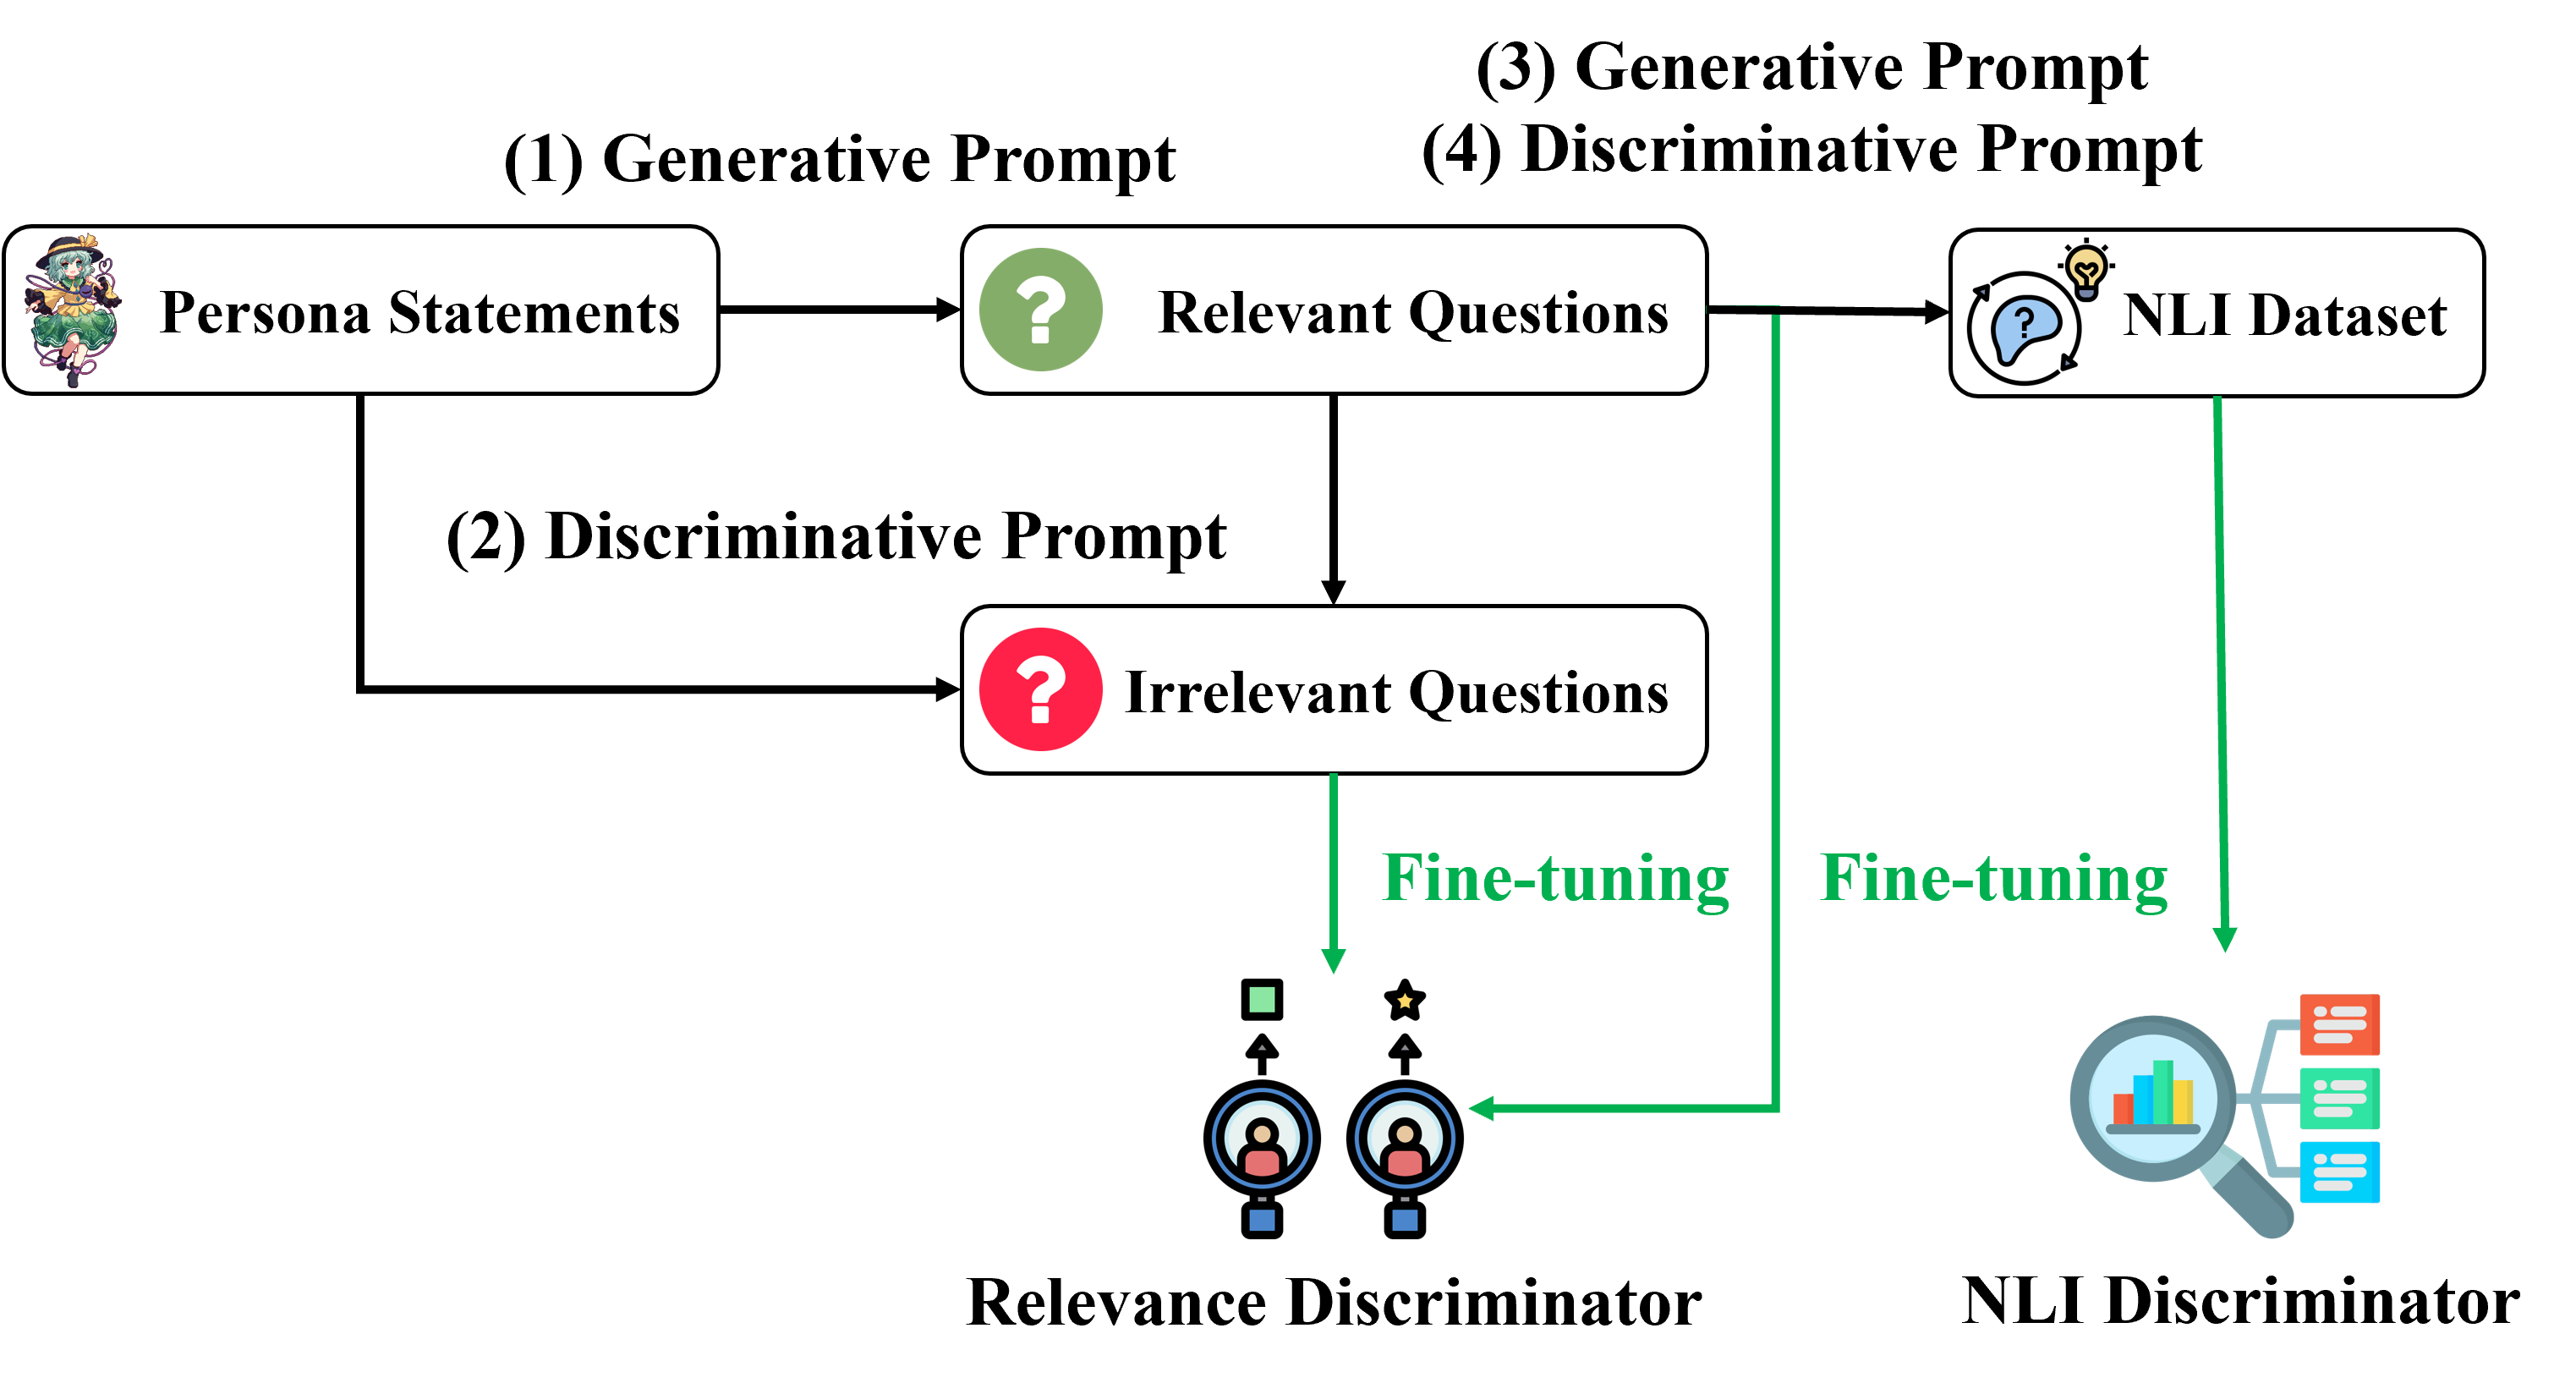 (3) Generative Prompt
(4) Discriminative Prompt
(1) Generative Prompt
Persona Statements
? Relevant Questions
? NLI Dataset
(2) Discriminative Prompt
? Irrelevant Questions
Fine-tuning
Fine-tuning
Relevance Discriminator
NLI Discriminator